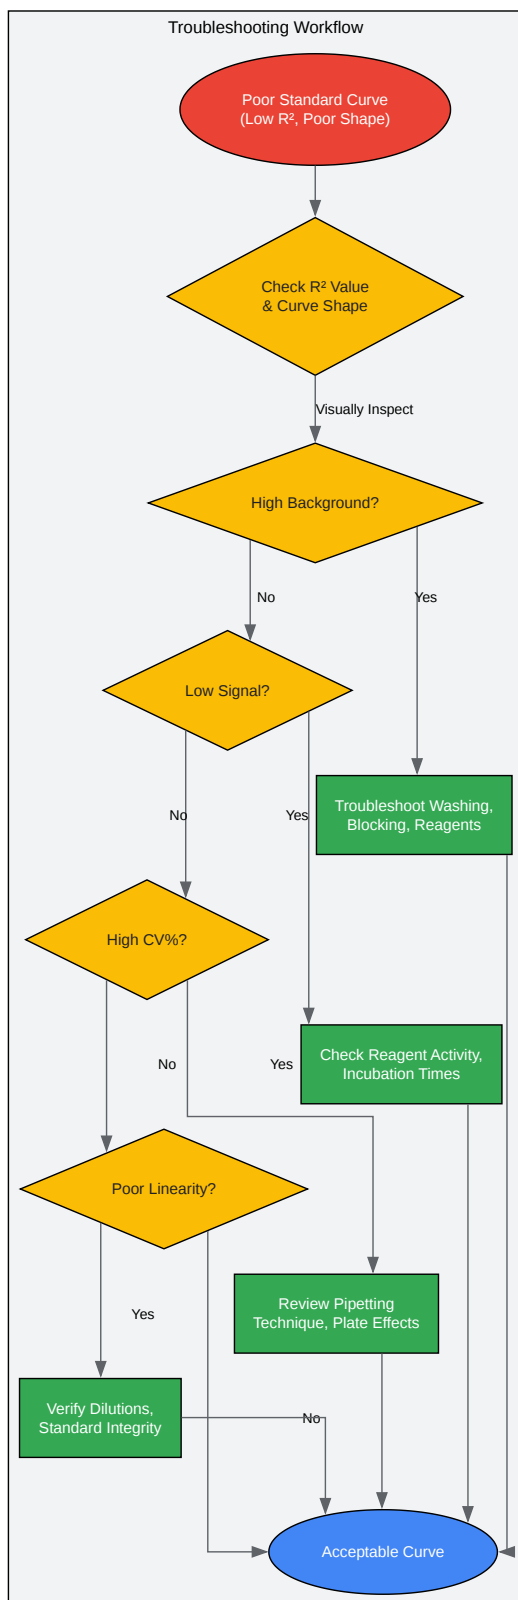 Troubleshooting Workflow
Poor Standard Curve
(Low R², Poor Shape)
Check R² Value
& Curve Shape
Visually Inspect
High Background?
No
Yes
Low Signal?
No
Yes
Troubleshoot Washing,
Blocking, Reagents
High CV%?
No
Yes
Check Reagent Activity,
Incubation Times
Poor Linearity?
Yes
Review Pipetting
Technique, Plate Effects
Verify Dilutions,
Standard Integrity
No
Acceptable Curve